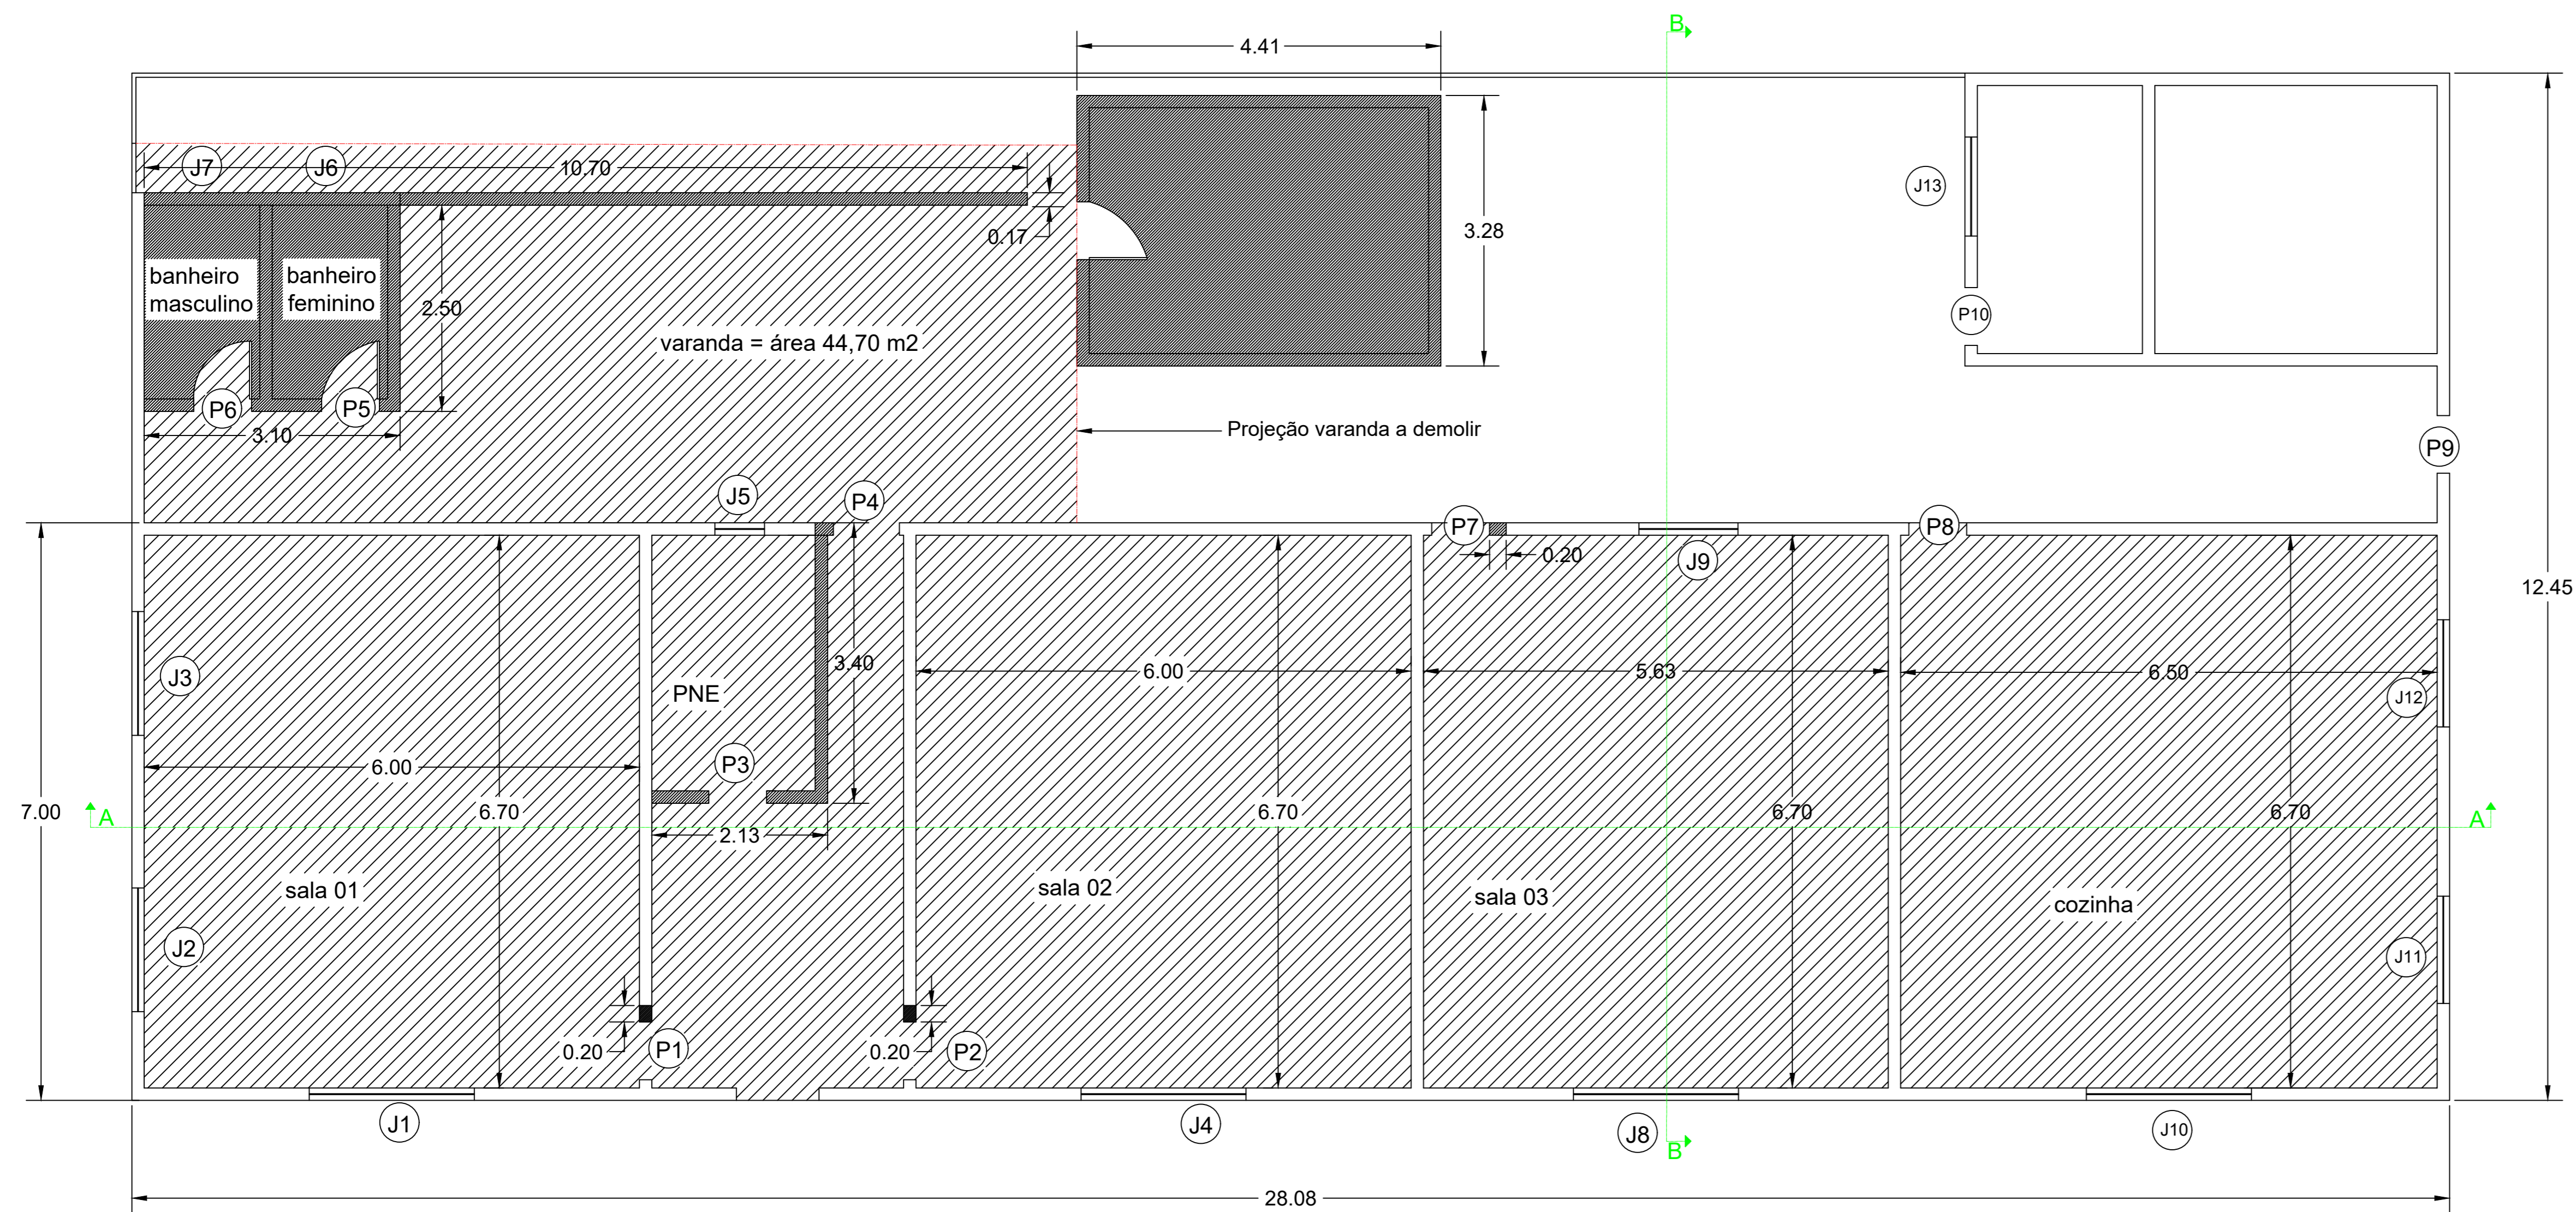 B
4.41
J7
J6
10.70
J13
3.28
0.17
banheiro
masculino
banheiro
feminino
2.50
P10
varanda = área 44,70 m2
P6
P5
3.10
Projeção varanda a demolir
P9
J5
P4
P7
P8
0.20
J9
12.45
J3
PNE
3.40
6.00
5.63
6.50
J12
6.00
P3
7.00
A
6.70
2.13
6.70
6.70
6.70
A
sala 01
sala 02
sala 03
cozinha
J2
J11
0.20
P1
0.20
P2
J1
J4
J8
B
J10
28.08